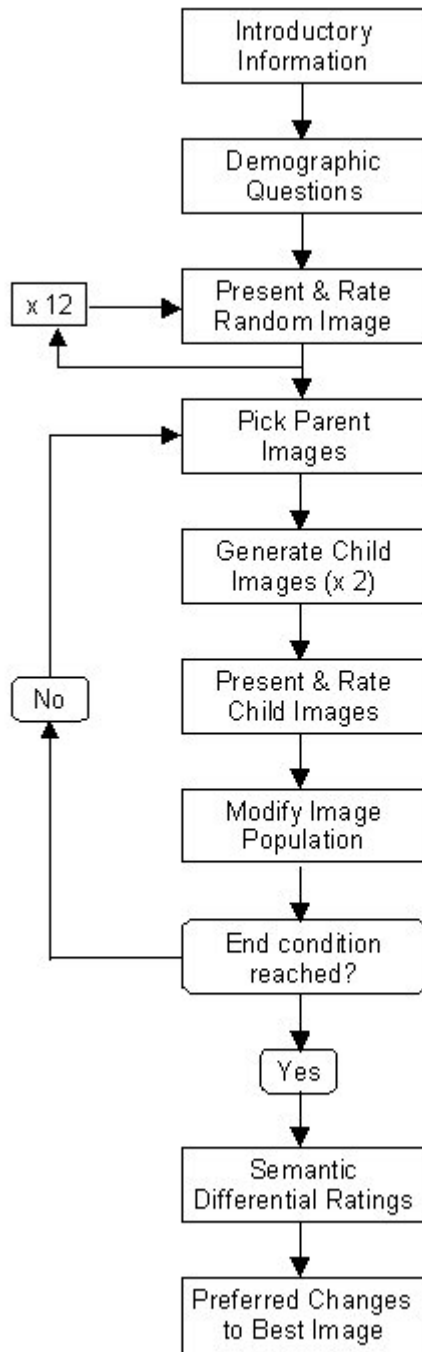 Introductory
Information
Demographic
Questions
x 12
Present & Rate
Random Image
Pick Parent
Images
Generate Child
Images (x 2)
No
Present & Rate
Child Images
Modify Image
Population
End condition
reached?
Yes
Semantic
Differential Ratings
Preferred Changes
to Best Image